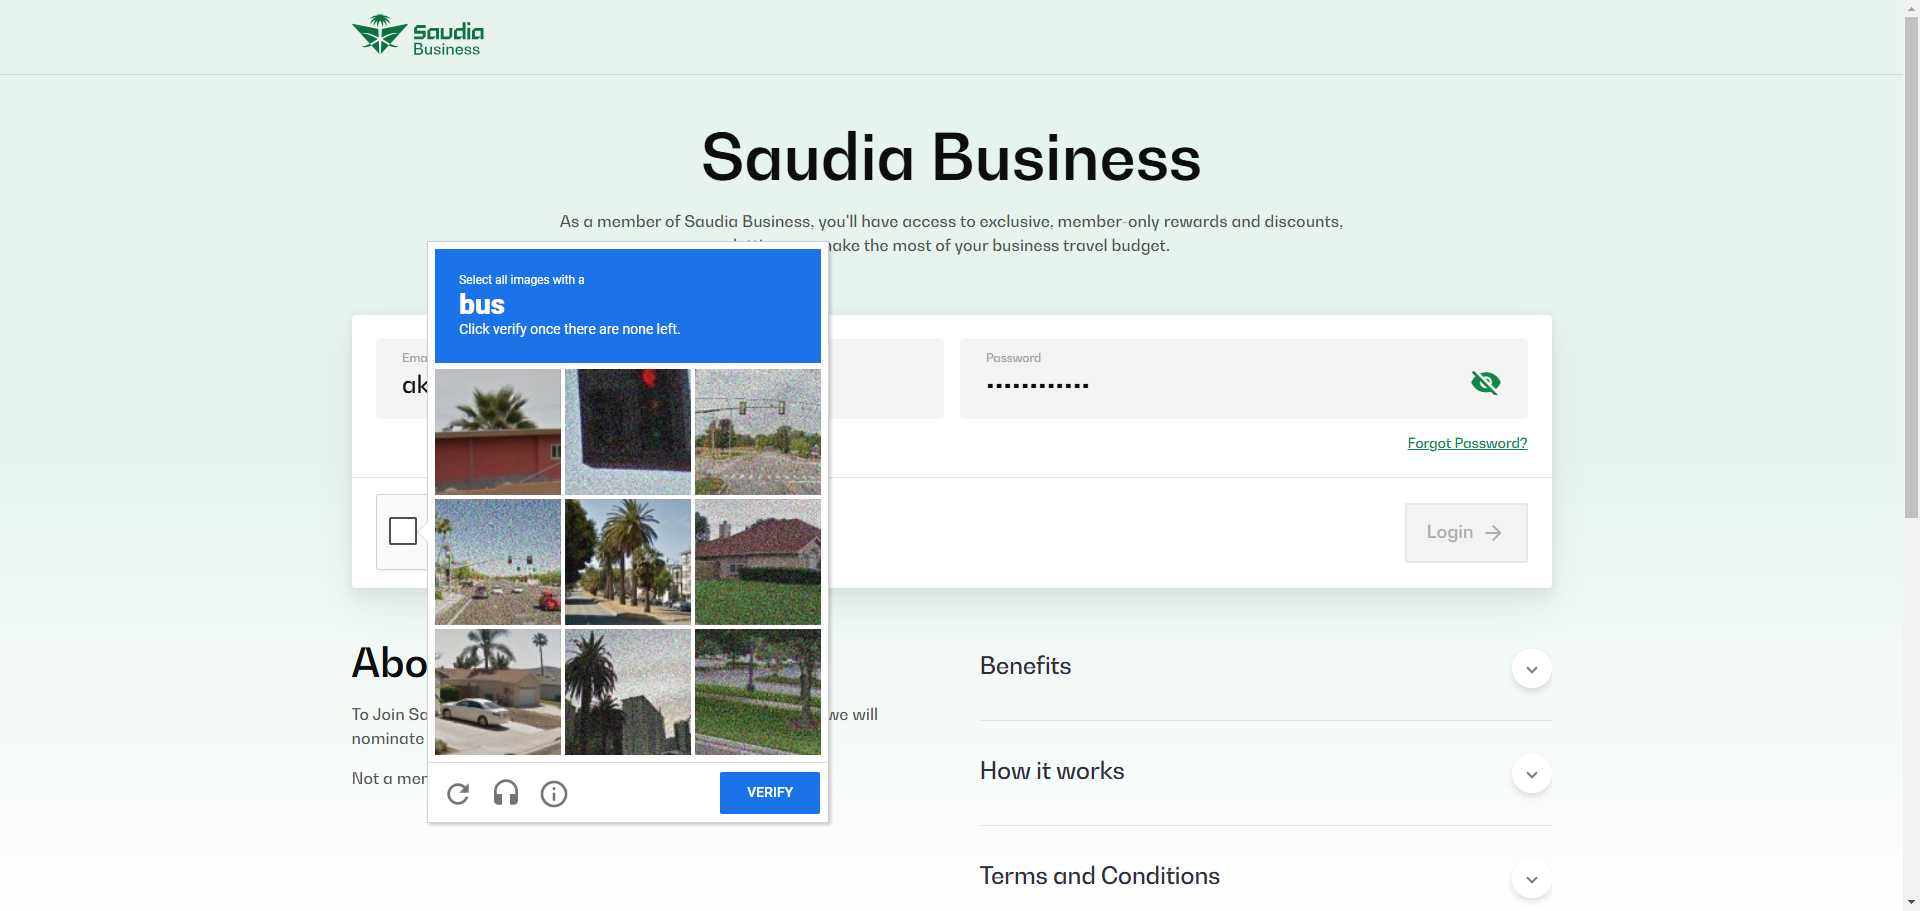 Saudia
Business
Saudia Business
As a member of Saudia Business, you'll have access to exclusive, member-only rewards and discounts,
make the most of your business travel budget.
Select all images with a
bus
Click verify once there are none left.
Ema
ak
Password
••••••••••••
Forgot Password?
Login
VERIFY
Abo
To Join Sa
we will
nominate
Not a mer
Benefits
How it works
Terms and Conditions